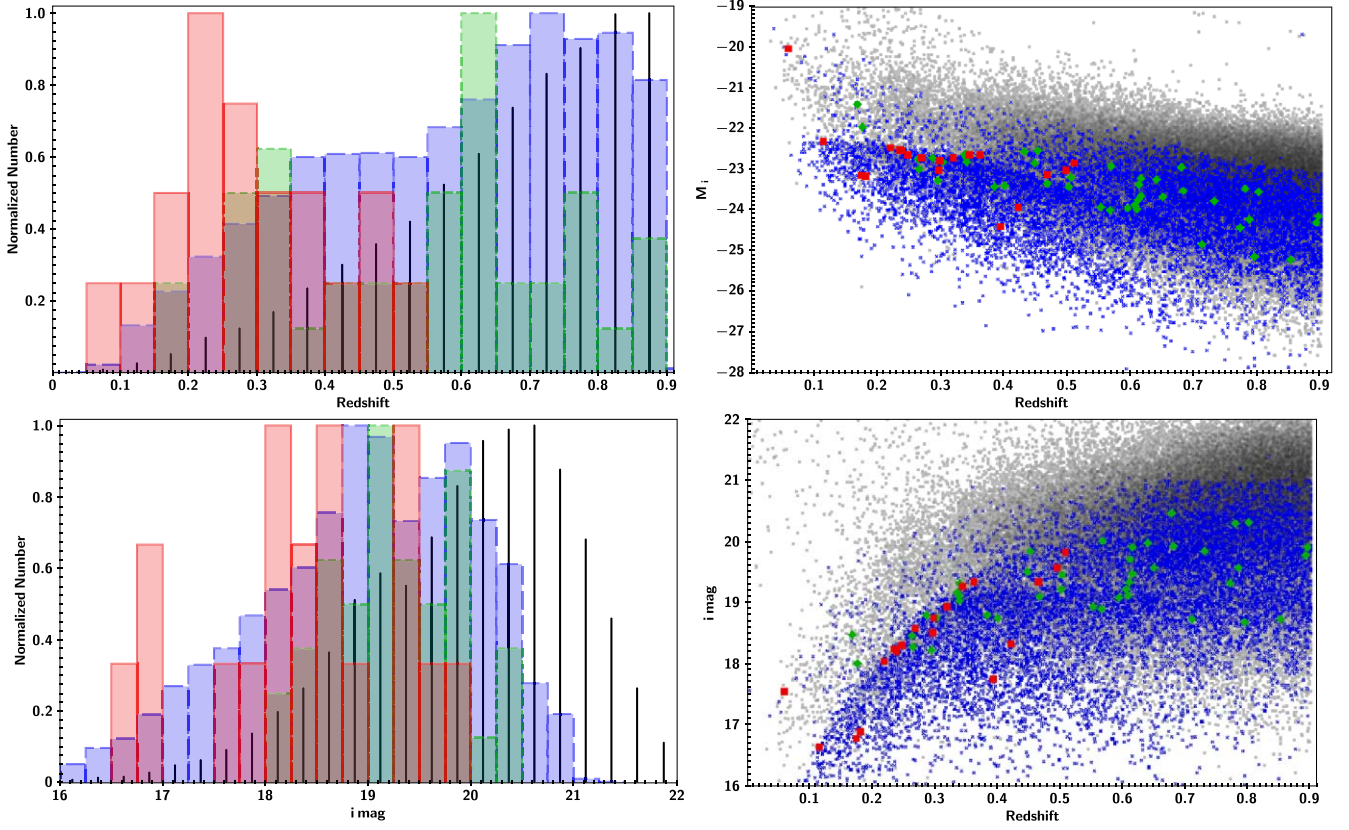 1.0
0.8
0.6
0.4
0.2
Normalized Number
0 0.1 0.2 0.3 0.4 0.5 0.6 0.7 0.8 0.9
Redshift
−19
−20
−21
−22
−23
−24
−25
−26
−27
−28
M i
0.1 0.2 0.3 0.4 0.5 0.6 0.7 0.8 0.9
Redshift
1.0
0.8
0.6
0.4
0.2
0
Normalized Number
16 17 18 19 20 21 22
i mag
22
21
20
19
18
17
16
i mag
0.1 0.2 0.3 0.4 0.5 0.6 0.7 0.8 0.9
Redshift